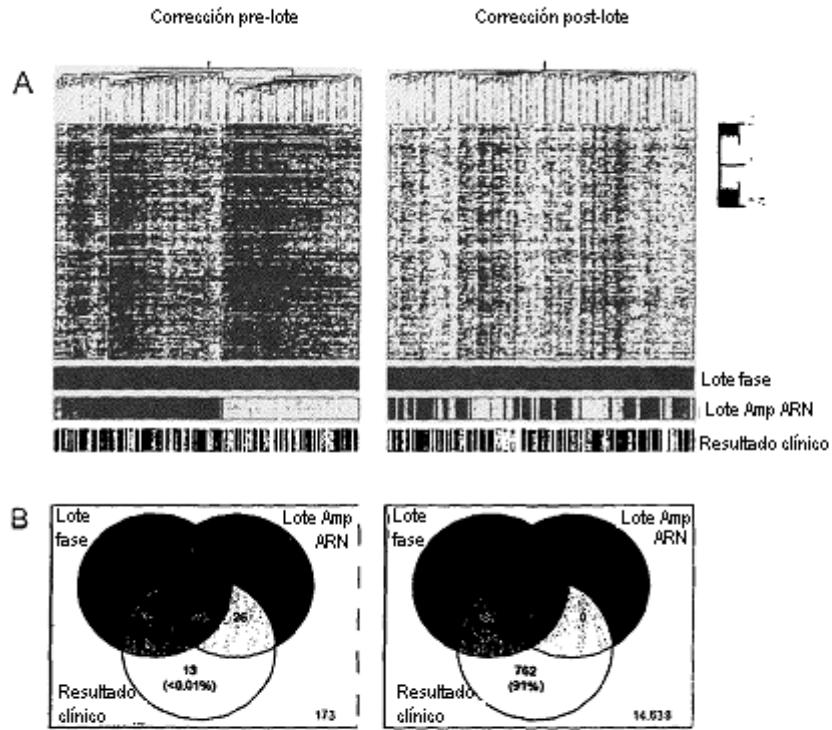 Corrección pre-lote
Corrección post-lote
A
Lote fase
Lote Amp ARN
Resultado clínico
B
Lote
fase
Lote Amp
ARN
26
13
(<0.01%)
Resultado
clínico
173
Lote
fase
Lote Amp
ARN
0
762
(91%)
Resultado
clínico
14.638